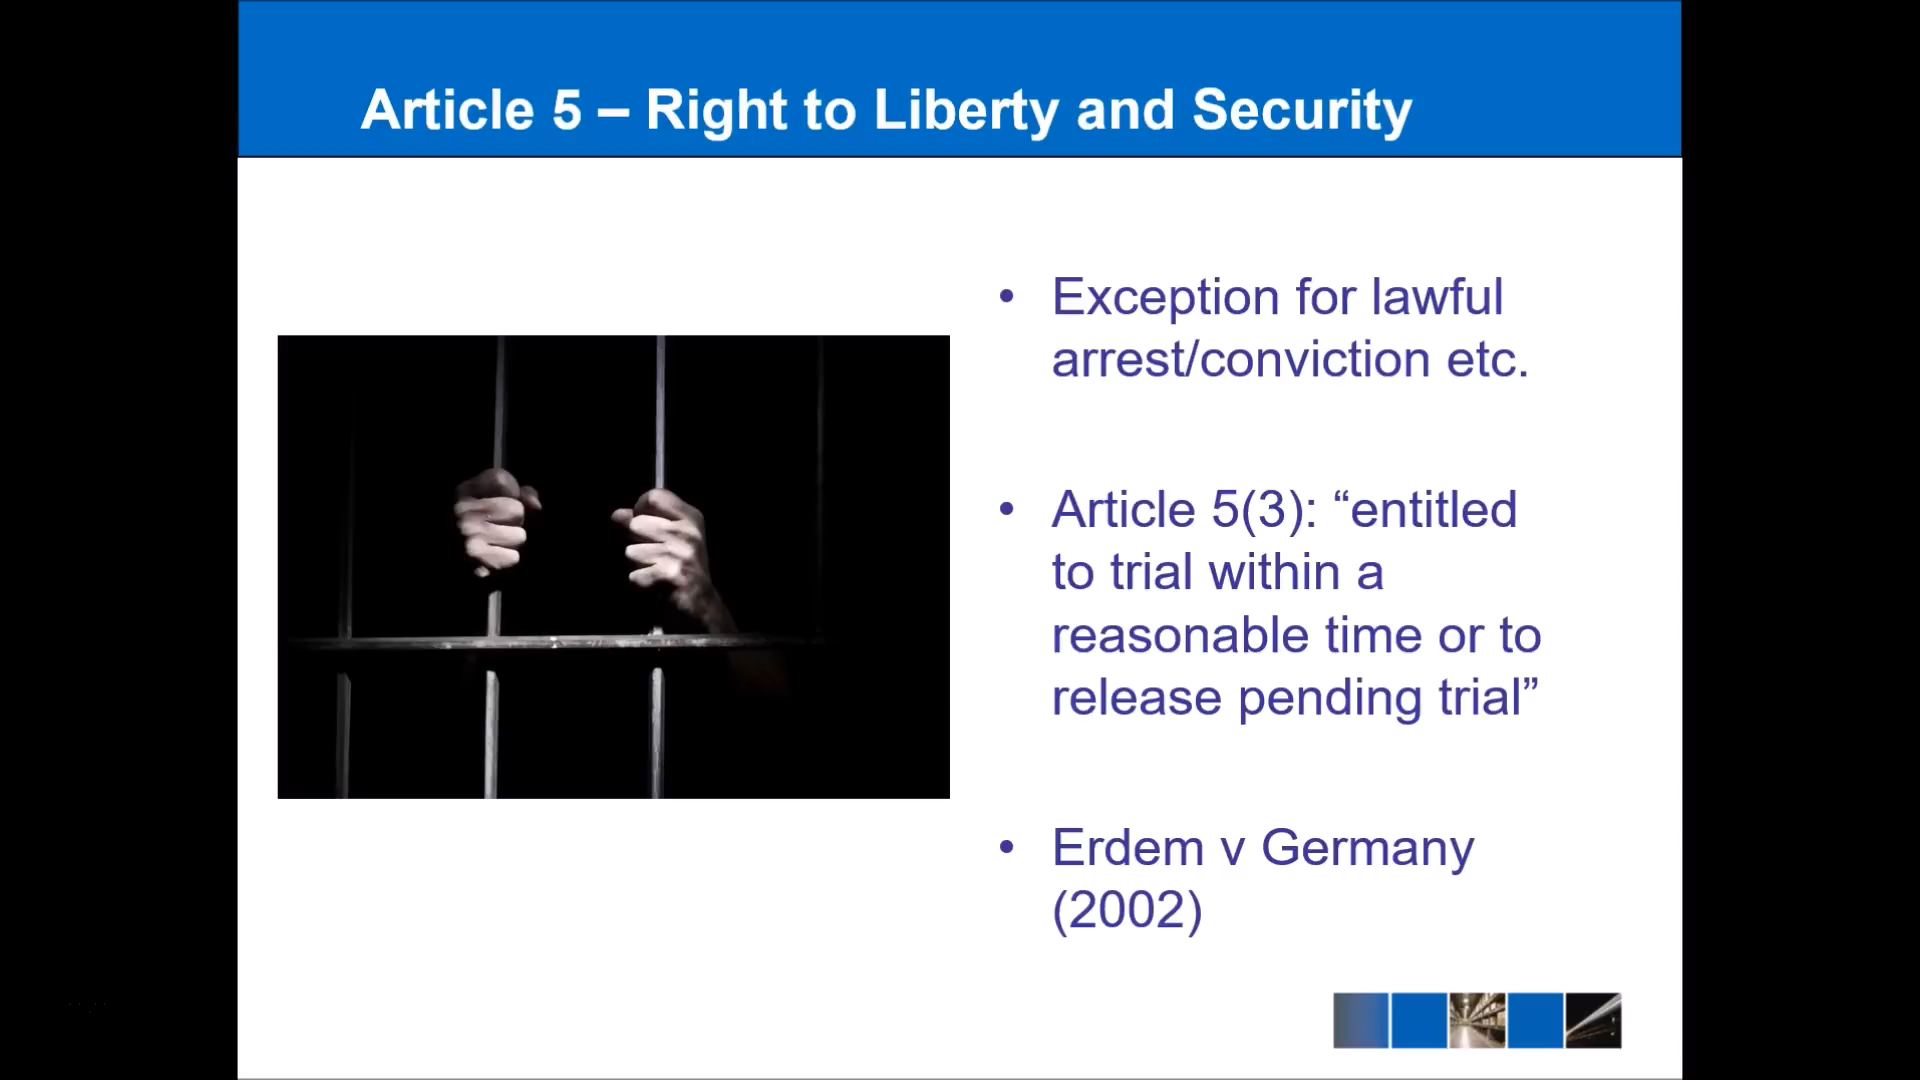 Article 5 – Right to Liberty and Security
• Exception for lawful
arrest/conviction etc.
• Article 5(3): “entitled
to trial within a
reasonable time or to
release pending trial”
• Erdem v Germany
(2002)